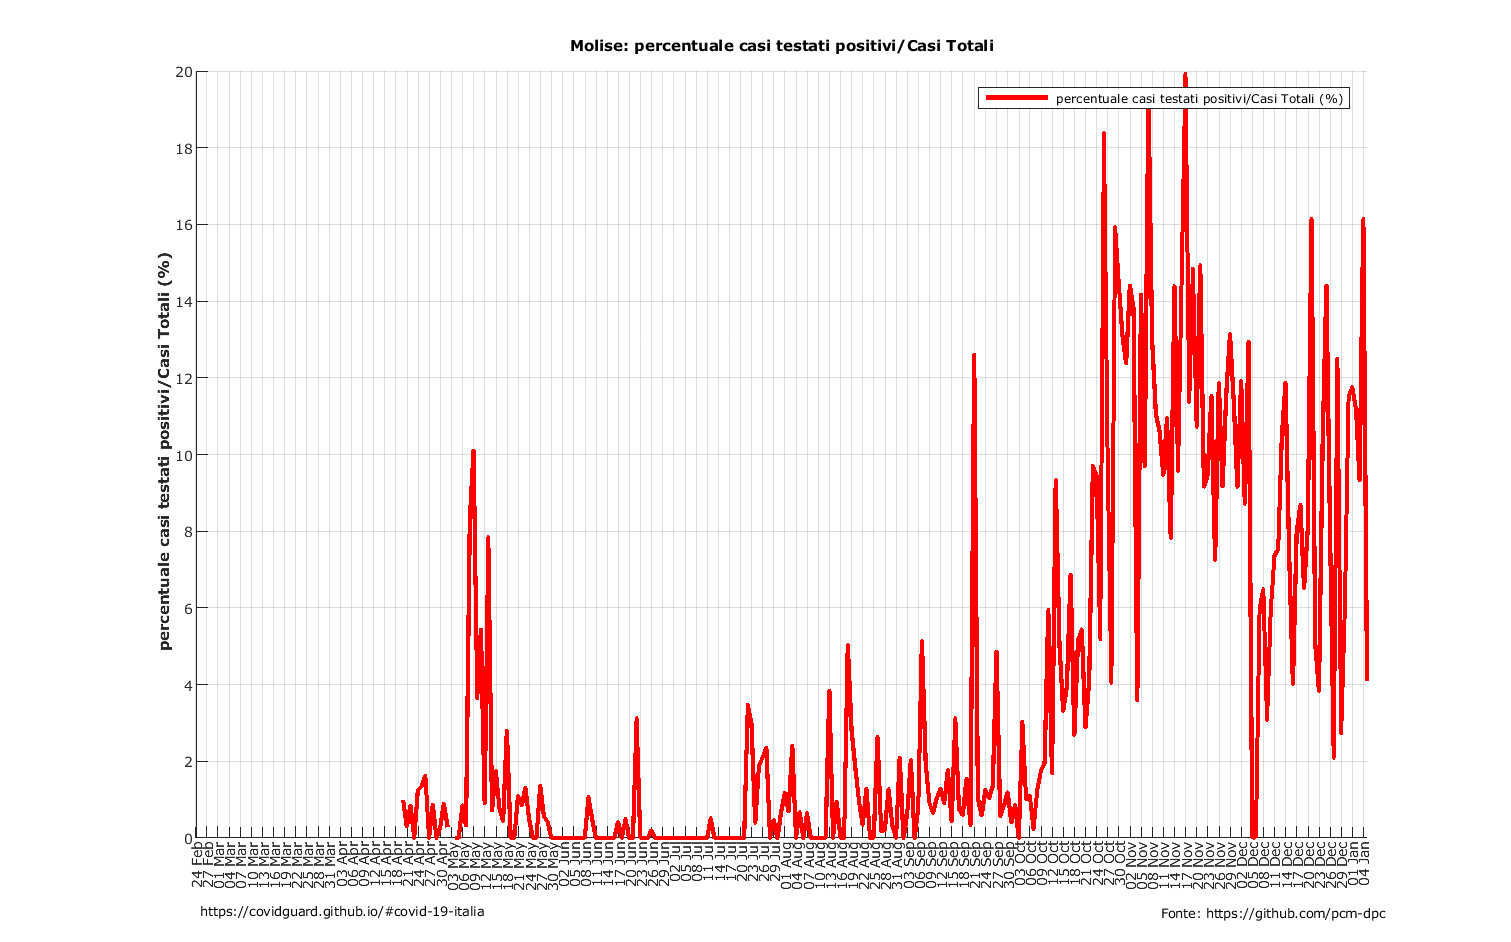 Molise: percentuale casi testati positivi/Casi Totali
percentuale casi testati positivi/Casi Totali (%)
percentuale casi testati positivi/Casi Totali (%)
20
18
16
14
12
10
8
6
4
2
0
24 Feb
27 Feb
01 Mar
04 Mar
07 Mar
10 Mar
13 Mar
16 Mar
19 Mar
22 Mar
25 Mar
28 Mar
31 Mar
03 Apr
06 Apr
09 Apr
12 Apr
15 Apr
18 Apr
21 Apr
24 Apr
27 Apr
30 Apr
03 May
06 May
09 May
12 May
15 May
18 May
21 May
24 May
27 May
30 May
02 Jun
05 Jun
08 Jun
11 Jun
14 Jun
17 Jun
20 Jun
23 Jun
26 Jun
29 Jun
02 Jul
05 Jul
08 Jul
11 Jul
14 Jul
17 Jul
20 Jul
23 Jul
26 Jul
29 Jul
01 Aug
04 Aug
07 Aug
10 Aug
13 Aug
16 Aug
19 Aug
22 Aug
25 Aug
28 Aug
31 Aug
03 Sep
06 Sep
09 Sep
12 Sep
15 Sep
18 Sep
21 Sep
24 Sep
27 Sep
30 Sep
03 Oct
06 Oct
09 Oct
12 Oct
15 Oct
18 Oct
21 Oct
24 Oct
27 Oct
30 Oct
02 Nov
05 Nov
08 Nov
11 Nov
14 Nov
17 Nov
20 Nov
23 Nov
26 Nov
29 Nov
02 Dec
05 Dec
08 Dec
11 Dec
14 Dec
17 Dec
20 Dec
23 Dec
26 Dec
29 Dec
01 Jan
04 Jan
https://covidguard.github.io/#covid-19-italia
Fonte: https://github.com/pcm-dpc